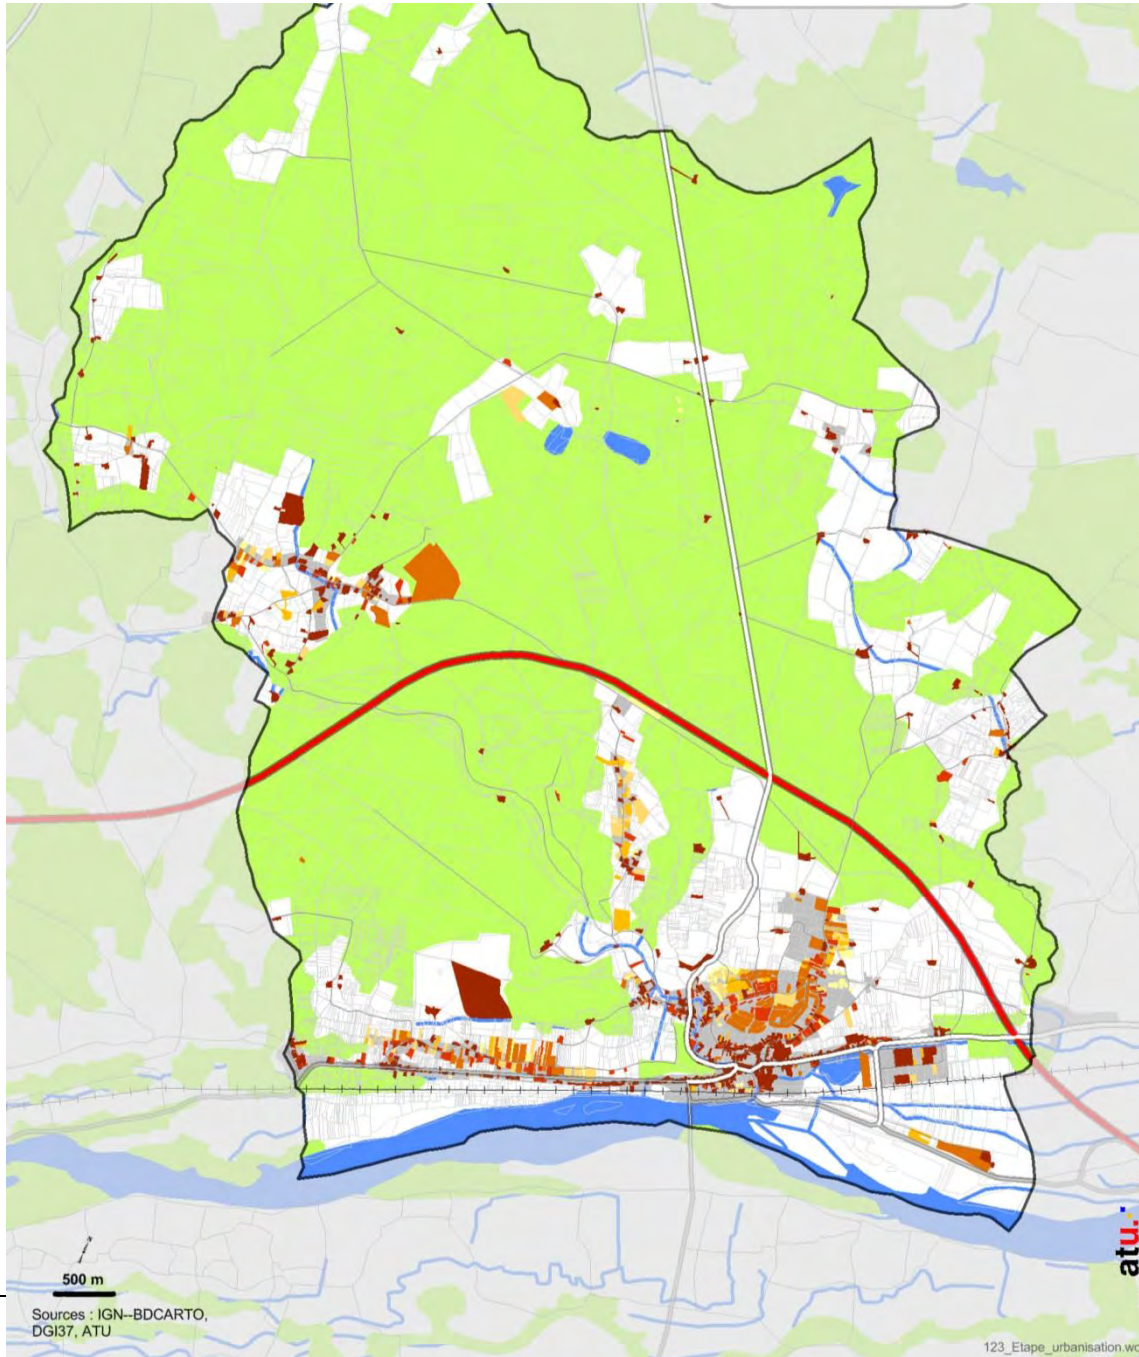 atu.
500 m
Sources : IGN--BDCARTO,
DGI37, ATU
123_Etape_urbanisation.wo